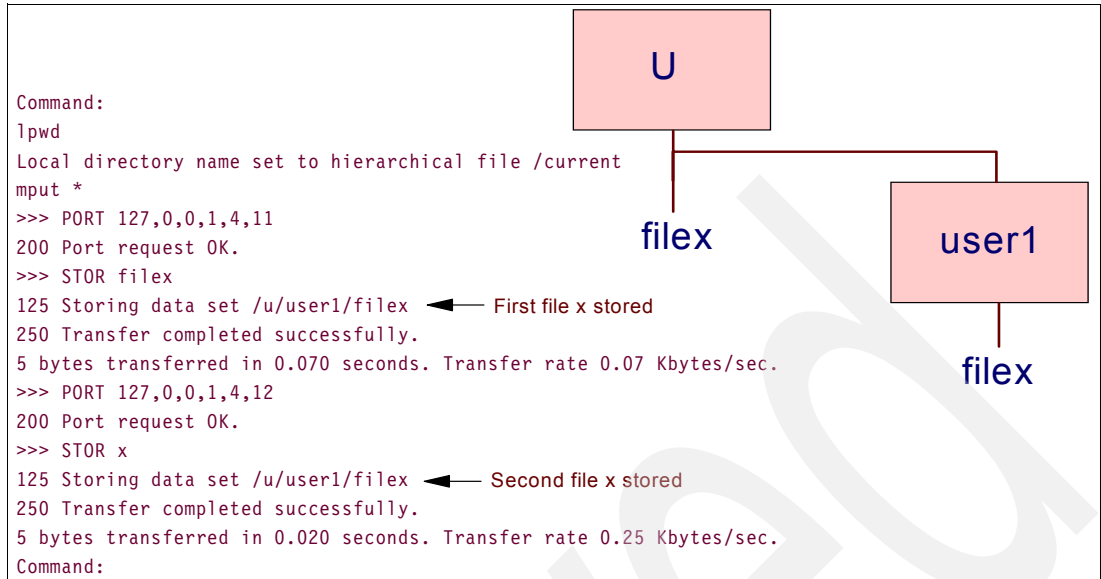 U
Command:
lpwd
Local directory name set to hierarchical file /current
mput *
>>> PORT 127,0,0,1,4,11
200 Port request OK.
>>> STOR filex
125 Storing data set /u/user1/filex First file x stored
250 Transfer completed successfully.
5 bytes transferred in 0.070 seconds. Transfer rate 0.07 Kbytes/sec.
>>> PORT 127,0,0,1,4,12
200 Port request OK.
>>> STOR x
125 Storing data set /u/user1/filex Second file x stored
250 Transfer completed successfully.
5 bytes transferred in 0.020 seconds. Transfer rate 0.25 Kbytes/sec.
Command:
filex
user1
filex